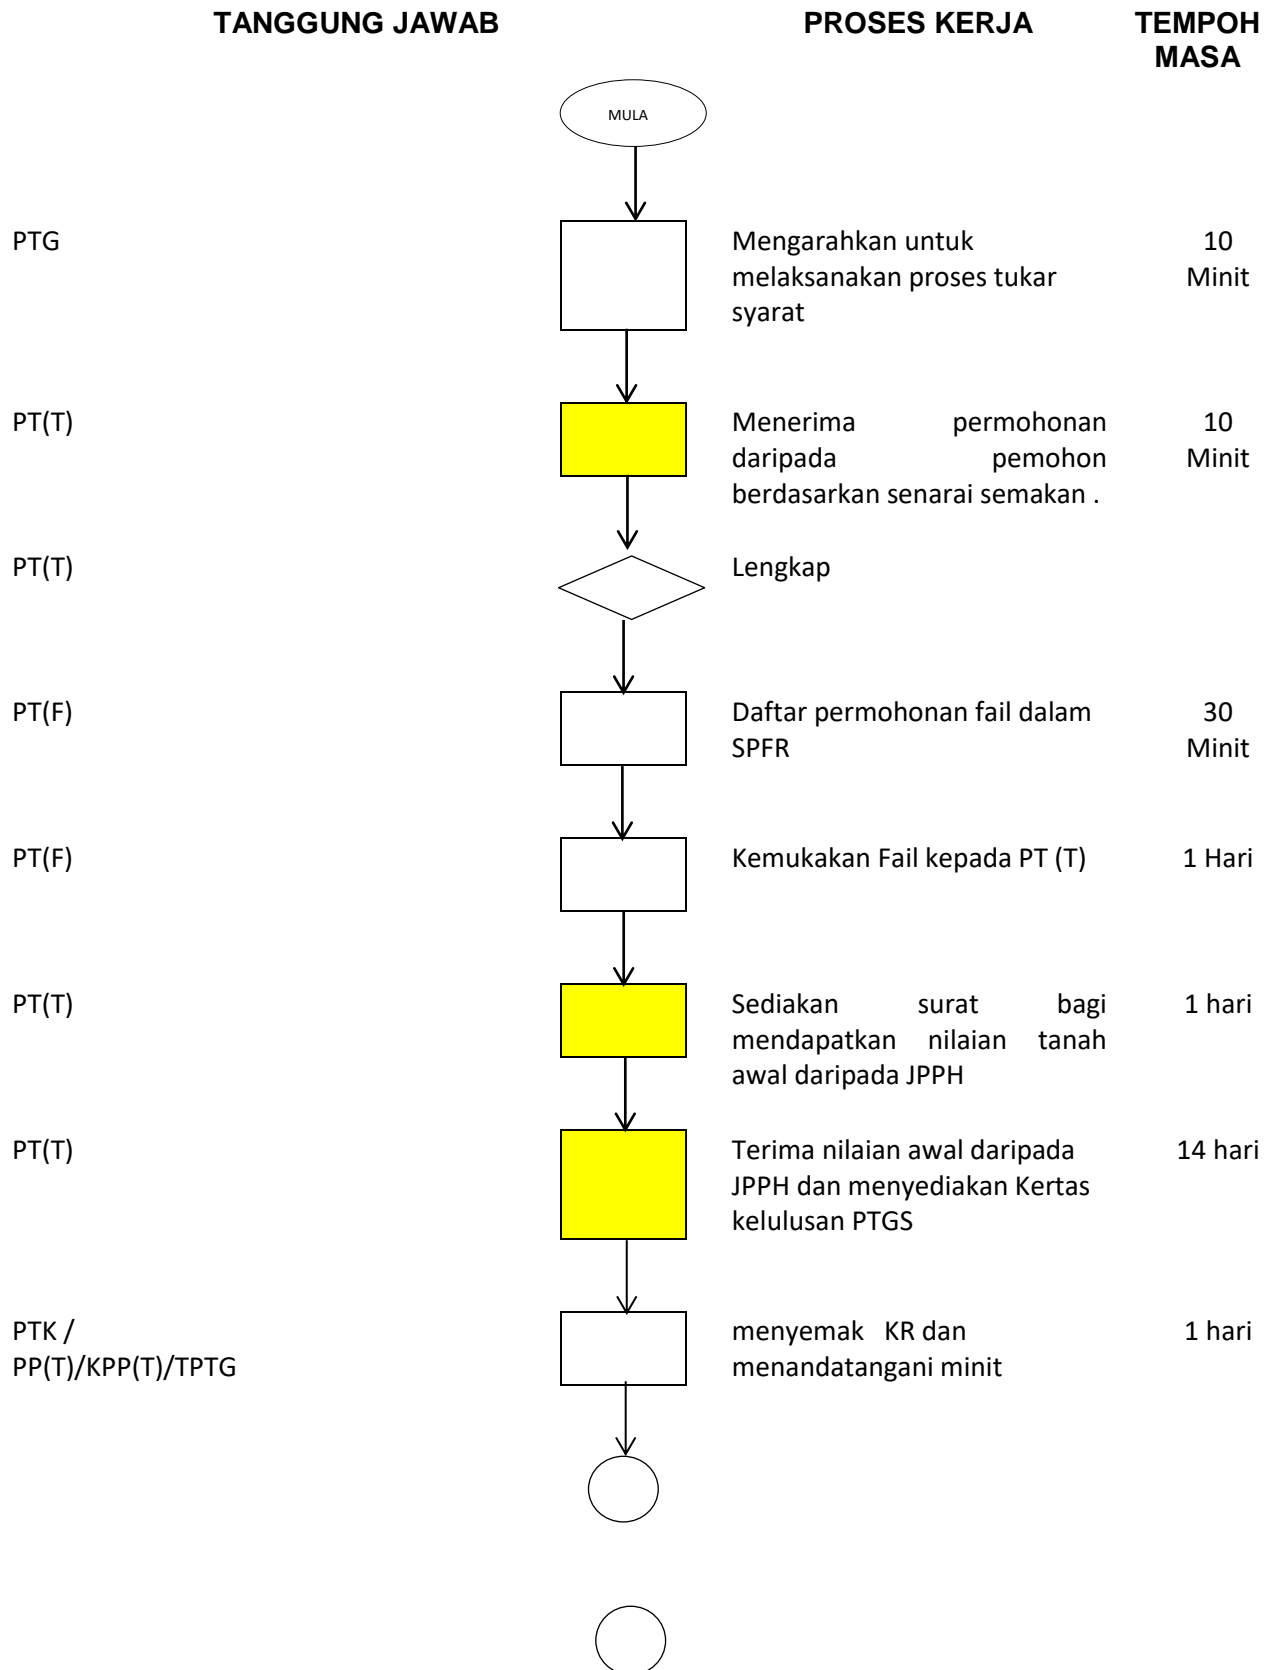 TANGGUNG JAWAB PROSES KERJA TEMPOH
MASA
MULA
PTG Mengarahkan untuk 10
melaksanakan proses tukar Minit
syarat
PT(T) Menerima permohonan 10
daripada pemohon Minit
berdasarkan senarai semakan .
PT(T) Lengkap
PT(F) Daftar permohonan fail dalam 30
SPFR Minit
PT(F) Kemukakan Fail kepada PT (T) 1 Hari
PT(T) Sediakan surat bagi 1 hari
mendapatkan nilaian tanah
awal daripada JPPH
PT(T) Terima nilaian awal daripada 14 hari
JPPH dan menyediakan Kertas
kelulusan PTGS
PTK / menyemak KR dan 1 hari
PP(T)/KPP(T)/TPTG menandatangani minit